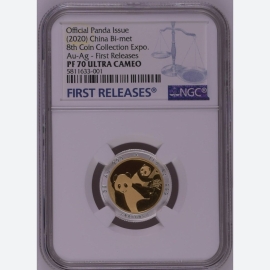 Official Panda Issue
(2020) China Bi-met
8th Coin Collection Expo.
Au-Ag - First Releases
PF 70 ULTRA CAMEO
5811633-001
FIRST RELEASES
NGC